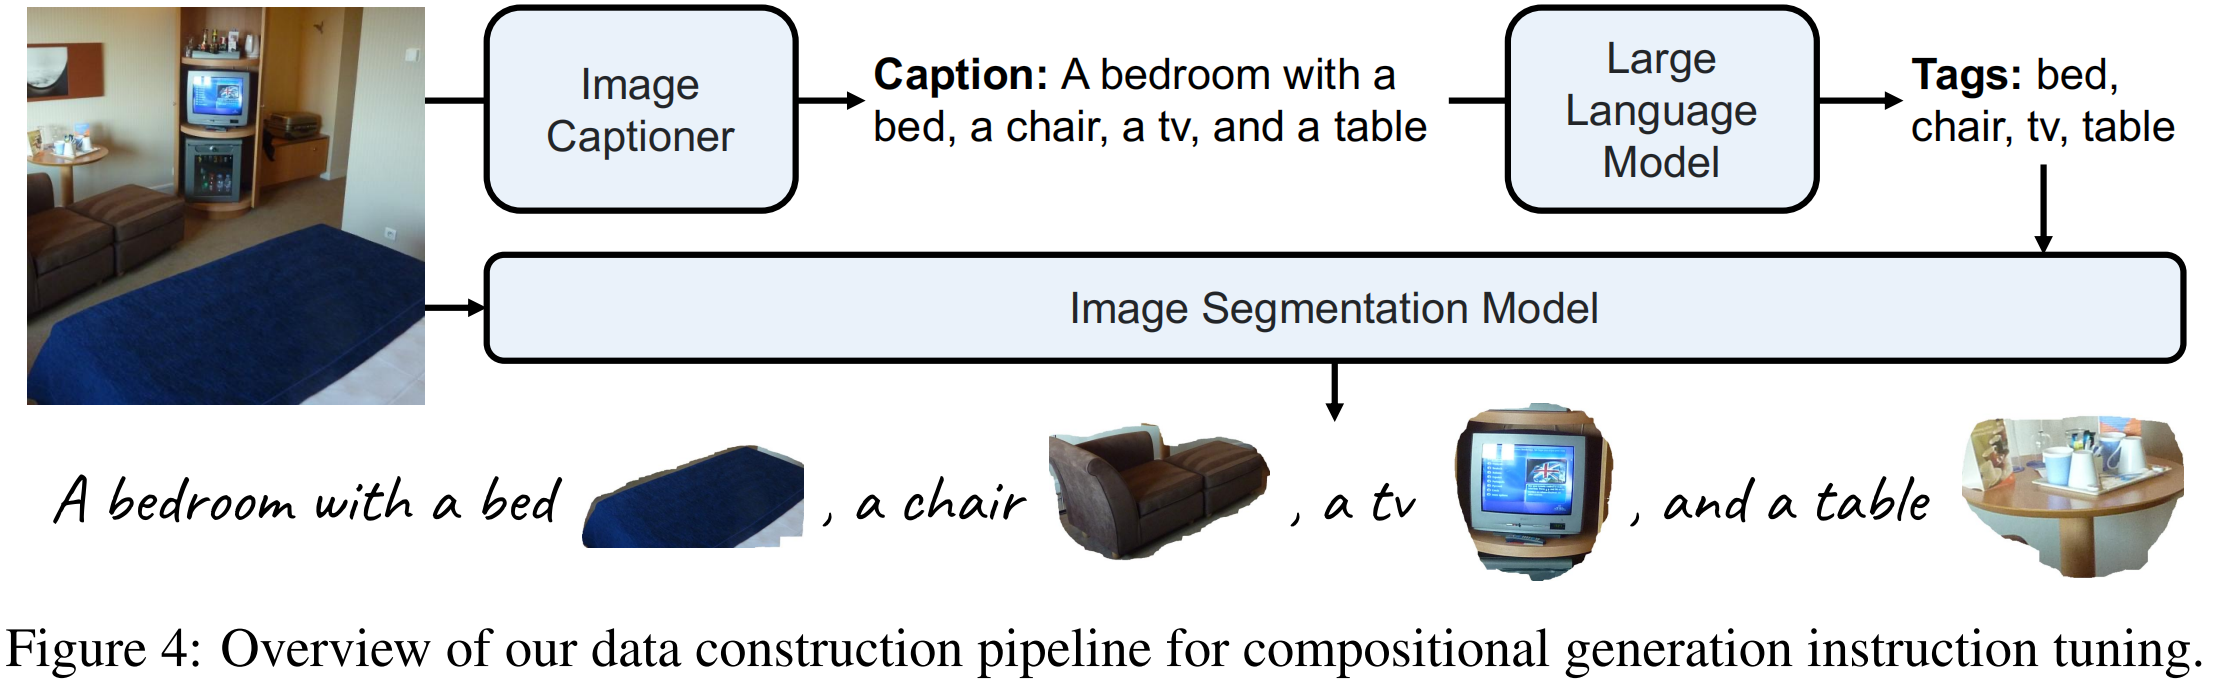 Image
Captioner
Caption: A bedroom with a
bed, a chair, a tv, and a table
Large
Language
Model
Tags: bed,
chair, tv, table
Image Segmentation Model
A bedroom with a bed , a chair , a tv , and a table
Figure 4: Overview of our data construction pipeline for compositional generation instruction tuning.